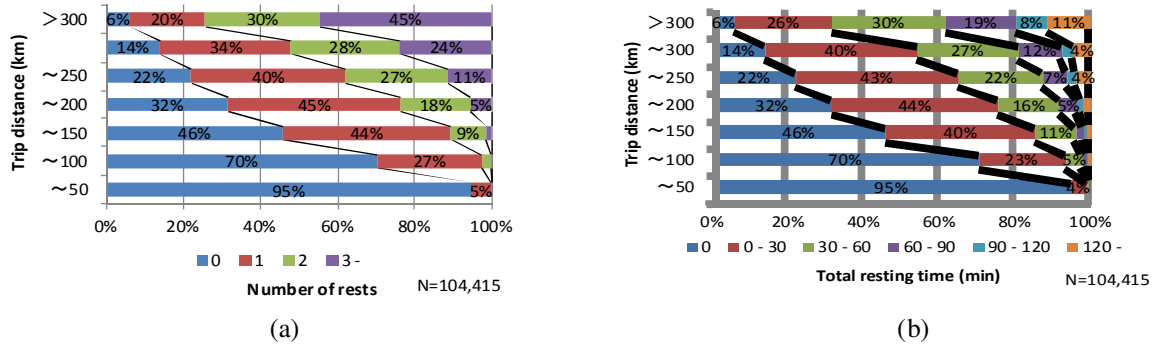 >300
6% 20% 30% 45%
14% 34% 28% 24%
~250
22% 40% 27% 11%
~200
32% 45% 18% 5%
~150
46% 44% 9%
~100
70% 27%
~50
95% 5%
Trip distance (km)
0% 20% 40% 60% 80% 100%
0 1 2 3 -
Number of rests
N=104,415
(a)
>300
6% 26% 30% 19% 8% 11%
~300
14% 40% 27% 12% 4%
~250
22% 43% 22% 7% 4%
~200
32% 44% 16% 5%
~150
46% 40% 11%
~100
70% 23% 5%
~50
95% 4%
Trip distance (km)
0% 20% 40% 60% 80% 100%
0 0 - 30 30 - 60 60 - 90 90 - 120 120 -
Total resting time (min)
N=104,415
(b)